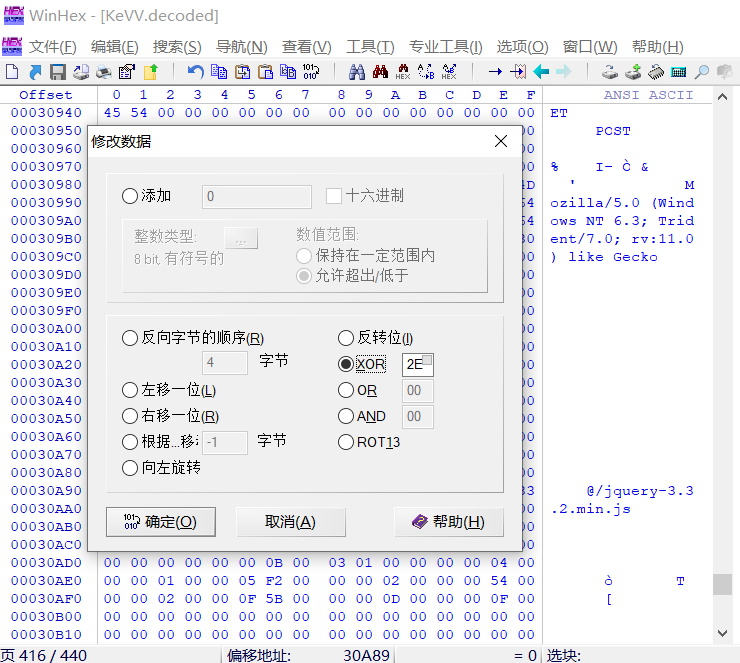 WinHex - [KeVV.decoded]
文件(F) 编辑(E) 搜索(S) 导航(N) 查看(V) 工具(T) 专业工具(I) 选项(O) 窗口(W) 帮助(H)
Offset 0 1 2 3 4 5 6 7 8 9 A B C D E F ANSI ASCII
00030940 45 54 00 00 00 00 00 00 00 00 00 00 00 00 00 00 ET
00030950 00 PCST
00030960 00
00030970 00 % I- Ò &
00030980 4D ' M
00030990 64 ozilla/5.0 (Wind
000309A0 64 ows NT 6.3; Trid
000309B0 30 ent/7.0; rv:11.0
000309C0 00 ) like Gecko
000309D0 00
000309E0 00
000309F0 00
00030A00 00
00030A10 00
00030A20 00
00030A30 00
00030A40 00
00030A50 00
00030A60 00
00030A70 00
00030A80 00
00030A90 33 @/jquery-3.3
00030AA0 00 .2.min.js
00030AB0 00
00030AC0 00
00030AD0 00 00 00 00 00 00 0B 00 03 01 00 00 00 00 04 00
00030AE0 00 00 01 00 00 05 F2 00 00 00 02 00 00 00 54 00 ò T
00030AF0 00 00 02 00 00 0F 5B 00 00 00 0D 00 00 00 0F 00 [
00030B00 00 00 00 00 00 00 00 00 00 00 00 00 00 00 00 00
00030B10 00 00 00 00 00 00 00 00 00 00 00 00 00 00 00 00
修改数据
添加 0 十六进制
整数类型: ...
8 bit, 有符号的
数值范围:
保持在一定范围内
允许超出/低于
反向字节的顺序(R) 反转位(I)
4 字节 XOR 2E
左移一位(L) OR 00
右移一位(R) AND 00
根据...移 -1 字节 ROT13
向左旋转
确定(O) 取消(A) 帮助(H)
页 416 / 440 偏移地址: 30A89 = 0 选块: